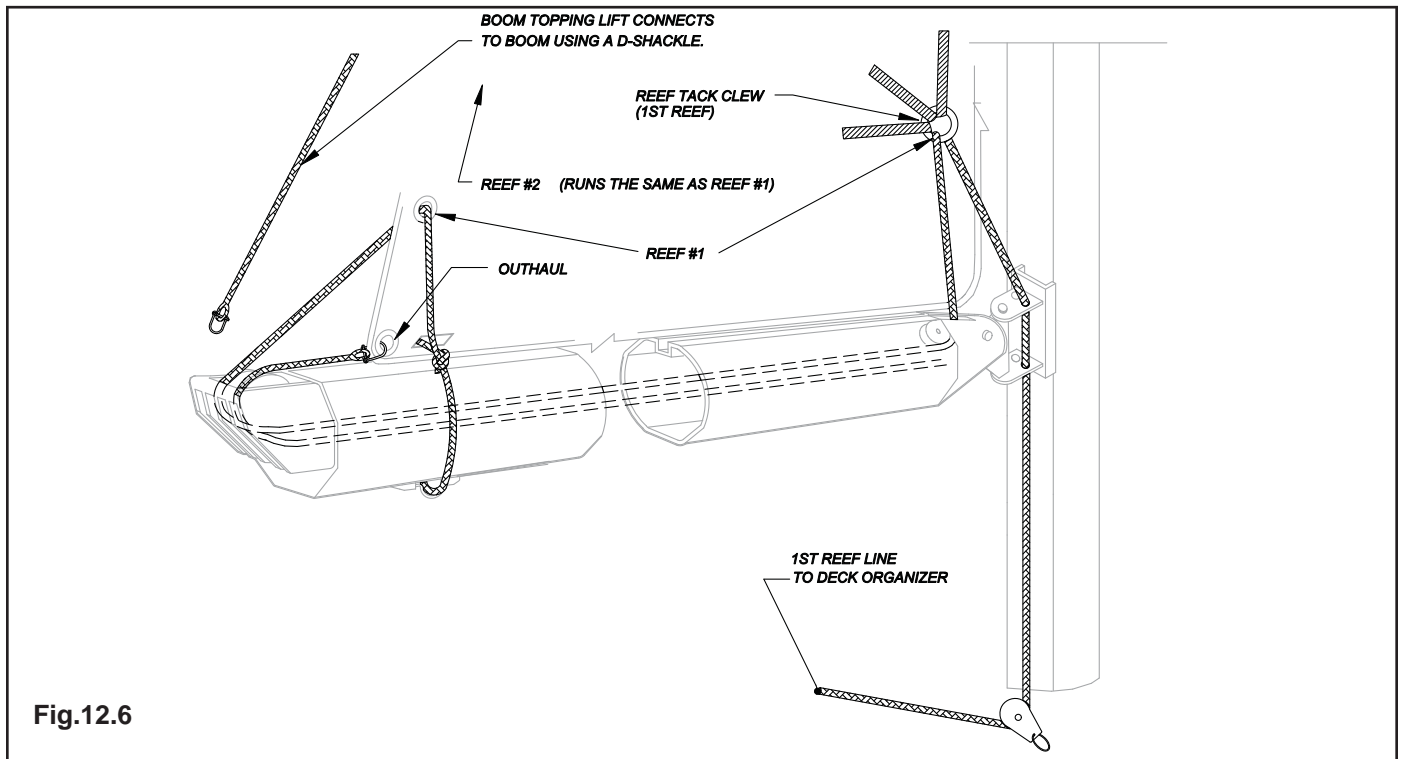 BOOM TOPPING LIFT CONNECTS
TO BOOM USING A D-SHACKLE.
REEF TACK CLEW
(1ST REEF)
REEF #2 (RUNS THE SAME AS REEF #1)
REEF #1
OUTHAUL
1ST REEF LINE
TO DECK ORGANIZER
Fig.12.6